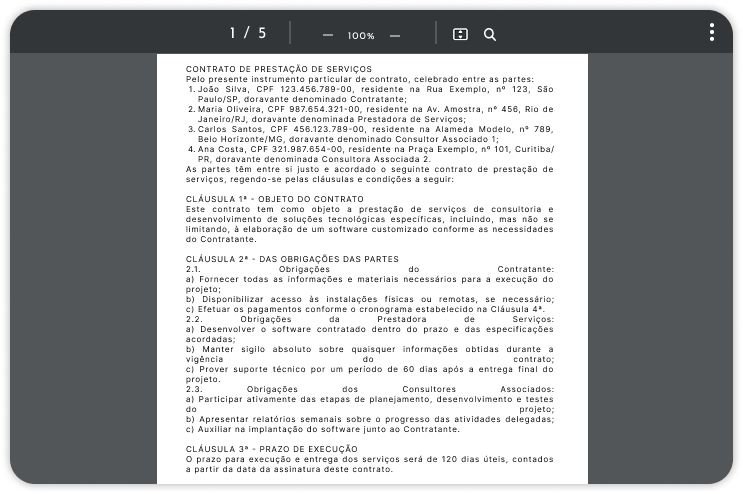 1 / 5
100%
CONTRATO DE PRESTAÇÃO DE SERVIÇOS
Pelo presente instrumento particular de contrato, celebrado entre as partes:
1. João Silva, CPF 123.456.789-00, residente na Rua Exemplo, nº 123, São
Paulo/SP, doravante denominado Contratante;
2. Maria Oliveira, CPF 987.654.321-00, residente na Av. Amostra, nº 456, Rio de
Janeiro/RJ, doravante denominada Prestadora de Serviços;
3. Carlos Santos, CPF 456.123.789-00, residente na Alameda Modelo, nº 789,
Belo Horizonte/MG, doravante denominado Consultor Associado 1;
4. Ana Costa, CPF 321.987.654-00, residente na Praça Exemplo, nº 101, Curitiba/
PR, doravante denominada Consultora Associada 2.
As partes têm entre si justo e acordado o seguinte contrato de prestação de
serviços, regendo-se pelas cláusulas e condições a seguir:
CLÁUSULA 1ª - OBJETO DO CONTRATO
Este contrato tem como objeto a prestação de serviços de consultoria e
desenvolvimento de soluções tecnológicas específicas, incluindo, mas não se
limitando, à elaboração de um software customizado conforme as necessidades
do Contratante.
CLÁUSULA 2ª - DAS OBRIGAÇÕES DAS PARTES
2.1. Obrigações do Contratante:
a) Fornecer todas as informações e materiais necessários para a execução do
projeto;
b) Disponibilizar acesso às instalações físicas ou remotas, se necessário;
c) Efetuar os pagamentos conforme o cronograma estabelecido na Cláusula 4ª.
2.2. Obrigações da Prestadora de Serviços:
a) Desenvolver o software contratado dentro do prazo e das especificações
acordadas;
b) Manter sigilo absoluto sobre quaisquer informações obtidas durante a
vigência do contrato;
c) Prover suporte técnico por um período de 60 dias após a entrega final do
projeto.
2.3. Obrigações dos Consultores Associados:
a) Participar ativamente das etapas de planejamento, desenvolvimento e testes
do projeto;
b) Apresentar relatórios semanais sobre o progresso das atividades delegadas;
c) Auxiliar na implantação do software junto ao Contratante.
CLÁUSULA 3ª - PRAZO DE EXECUÇÃO
O prazo para execução e entrega dos serviços será de 120 dias úteis, contados
a partir da data da assinatura deste contrato.